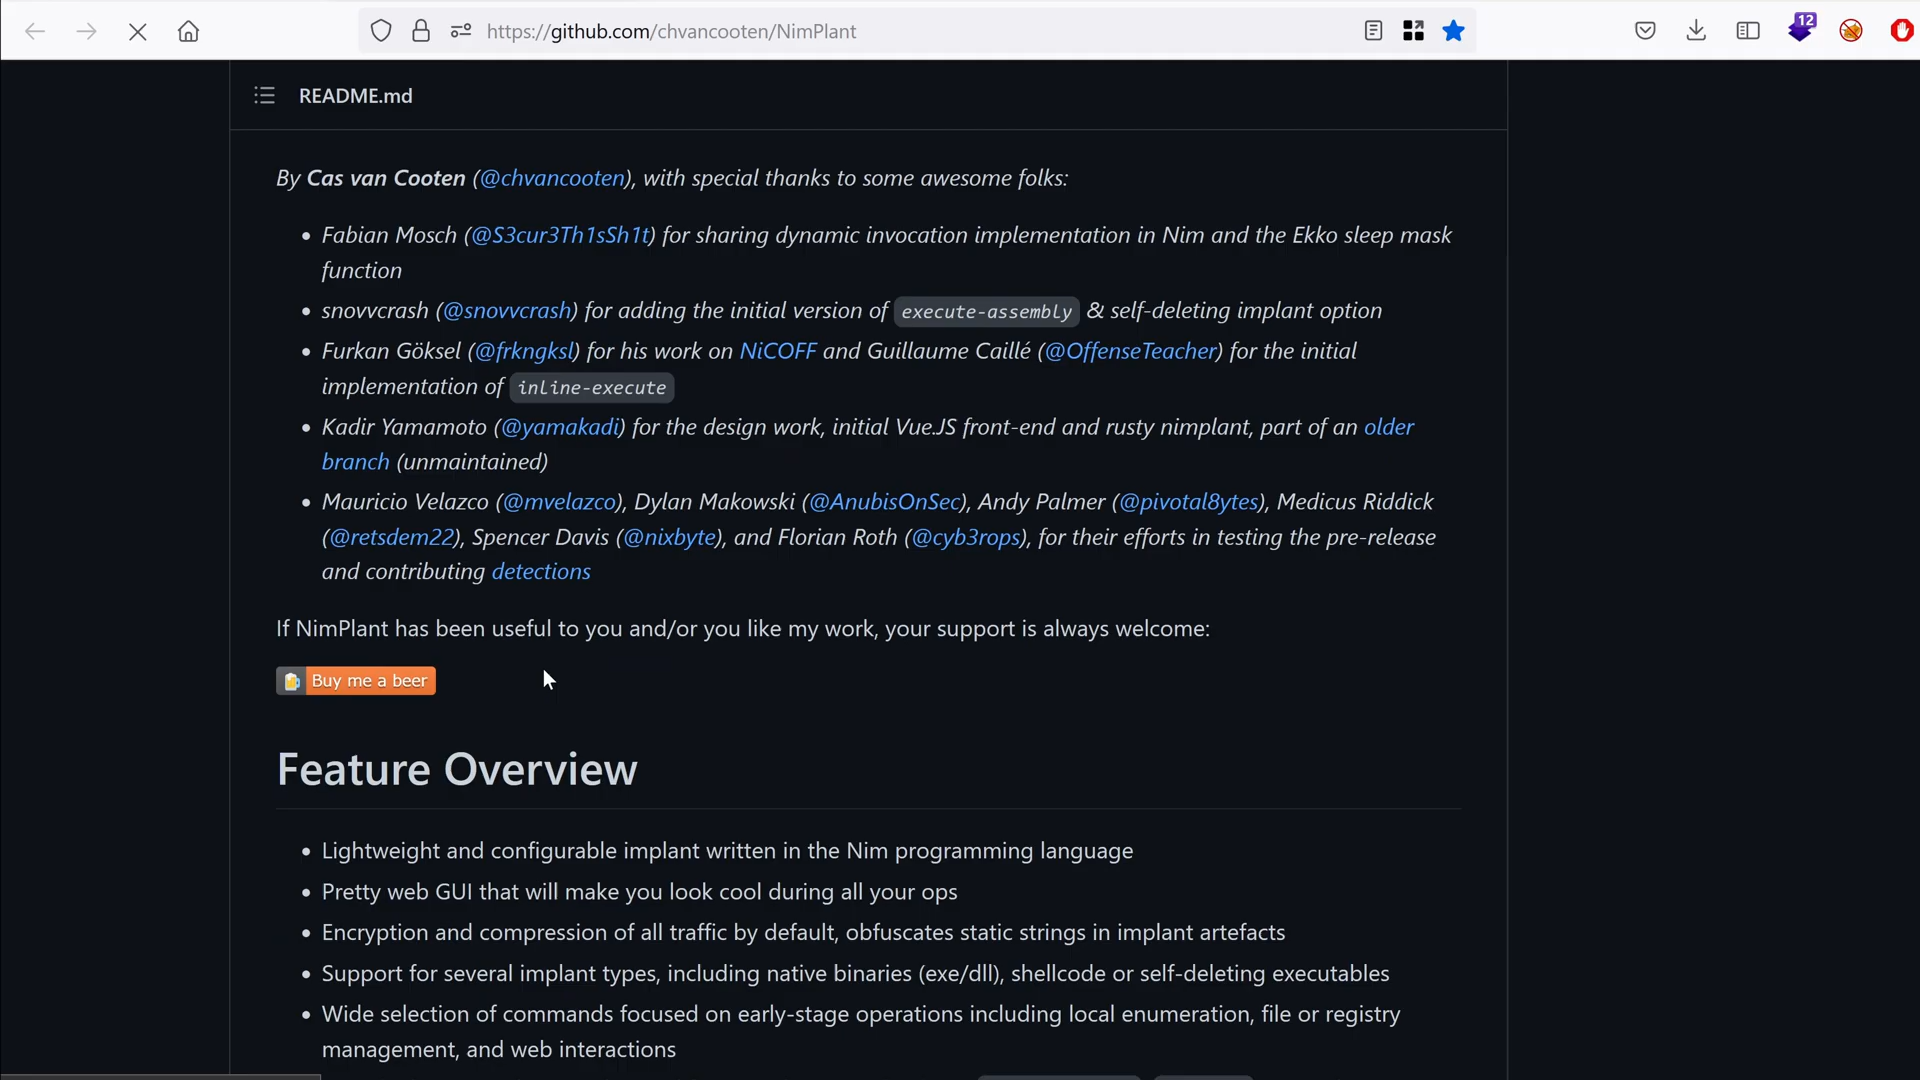 https://github.com/chvancooten/NimPlant
12
README.md
By Cas van Cooten (@chvancooten), with special thanks to some awesome folks:
• Fabian Mosch (@S3cur3Th1sSh1t) for sharing dynamic invocation implementation in Nim and the Ekko sleep mask
function
• snovvcrash (@snovvcrash) for adding the initial version of execute-assembly & self-deleting implant option
• Furkan Göksel (@frkngksl) for his work on NiCOFF and Guillaume Caillé (@OffenseTeacher) for the initial
implementation of inline-execute
• Kadir Yamamoto (@yamakadi) for the design work, initial Vue.JS front-end and rusty nimplant, part of an older
branch (unmaintained)
• Mauricio Velazco (@mvelazco), Dylan Makowski (@AnubisOnSec), Andy Palmer (@pivotal8ytes), Medicus Riddick
(@retsdem22), Spencer Davis (@nixbyte), and Florian Roth (@cyb3rops), for their efforts in testing the pre-release
and contributing detections
If NimPlant has been useful to you and/or you like my work, your support is always welcome:
Buy me a beer
Feature Overview
• Lightweight and configurable implant written in the Nim programming language
• Pretty web GUI that will make you look cool during all your ops
• Encryption and compression of all traffic by default, obfuscates static strings in implant artefacts
• Support for several implant types, including native binaries (exe/dll), shellcode or self-deleting executables
• Wide selection of commands focused on early-stage operations including local enumeration, file or registry
management, and web interactions